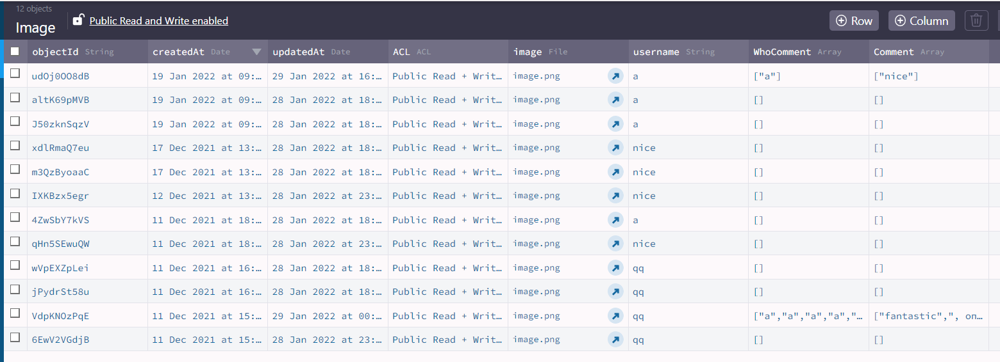 12 objects
Image
Public Read and Write enabled
Row
Column
objectId String createdAt Date updatedAt Date ACL ACL image File username String WhoComment Array Comment Array
udOj0OO8dB 19 Jan 2022 at 09:… 29 Jan 2022 at 16:… Public Read + Writ… image.png a ["a"] ["nice"]
altK69pMVB 19 Jan 2022 at 09:… 28 Jan 2022 at 18:… Public Read + Writ… image.png a [] []
J50zknSqzV 19 Jan 2022 at 09:… 28 Jan 2022 at 18:… Public Read + Writ… image.png a [] []
xdlRmaQ7eu 17 Dec 2021 at 13:… 28 Jan 2022 at 18:… Public Read + Writ… image.png nice [] []
m3QzByoaaC 17 Dec 2021 at 13:… 28 Jan 2022 at 18:… Public Read + Writ… image.png nice [] []
IXKBzx5egr 12 Dec 2021 at 13:… 28 Jan 2022 at 23:… Public Read + Writ… image.png nice [] []
4ZwSbY7kVS 11 Dec 2021 at 18:… 28 Jan 2022 at 18:… Public Read + Writ… image.png a [] []
qHn5SEwuQW 11 Dec 2021 at 18:… 28 Jan 2022 at 23:… Public Read + Writ… image.png nice [] []
wVpEXZpLei 11 Dec 2021 at 16:… 28 Jan 2022 at 18:… Public Read + Writ… image.png qq [] []
jPydrSt58u 11 Dec 2021 at 16:… 28 Jan 2022 at 18:… Public Read + Writ… image.png qq [] []
VdpKNOzPqE 11 Dec 2021 at 15:… 29 Jan 2022 at 00:… Public Read + Writ… image.png qq ["a","a","a","a","… ["fantastic",", on…
6EwV2VGdjB 11 Dec 2021 at 15:… 28 Jan 2022 at 23:… Public Read + Writ… image.png qq [] []